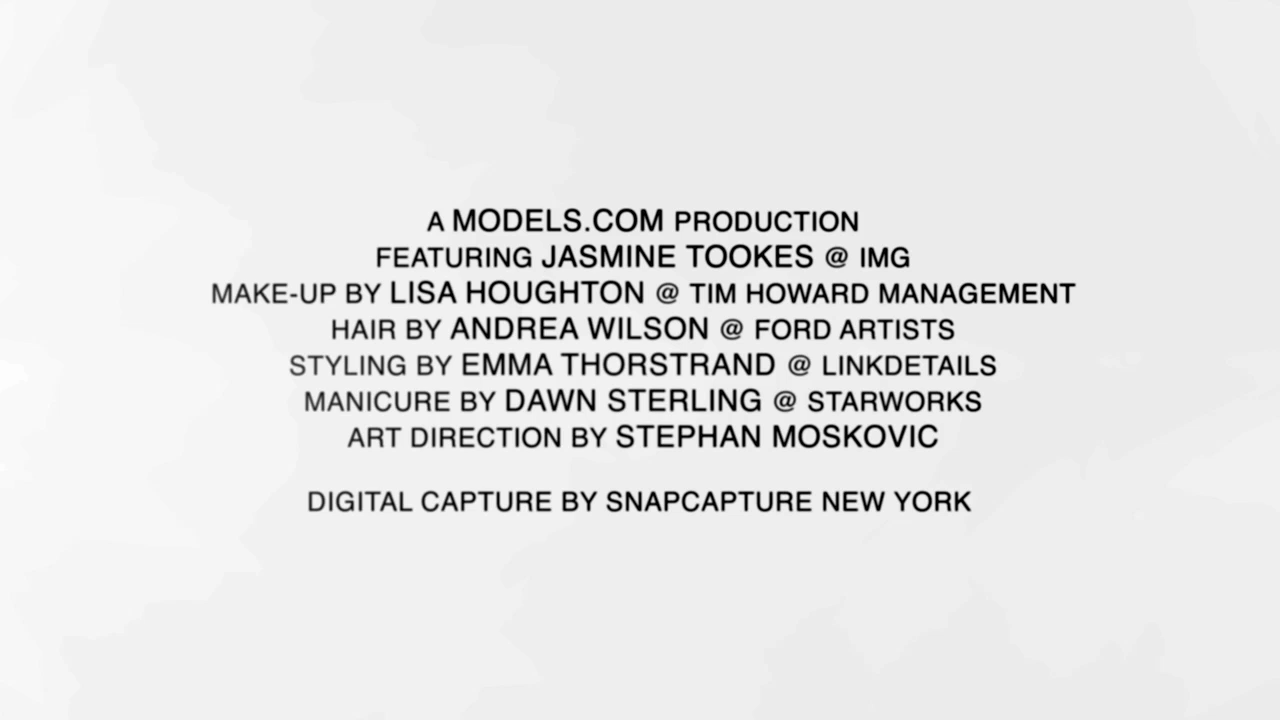 A MODELS.COM PRODUCTION
FEATURING JASMINE TOOKES @ IMG
MAKE-UP BY LISA HOUGHTON @ TIM HOWARD MANAGEMENT
HAIR BY ANDREA WILSON @ FORD ARTISTS
STYLING BY EMMA THORSTRAND @ LINKDETAILS
MANICURE BY DAWN STERLING @ STARWORKS
ART DIRECTION BY STEPHAN MOSKOVIC
DIGITAL CAPTURE BY SNAPCAPTURE NEW YORK